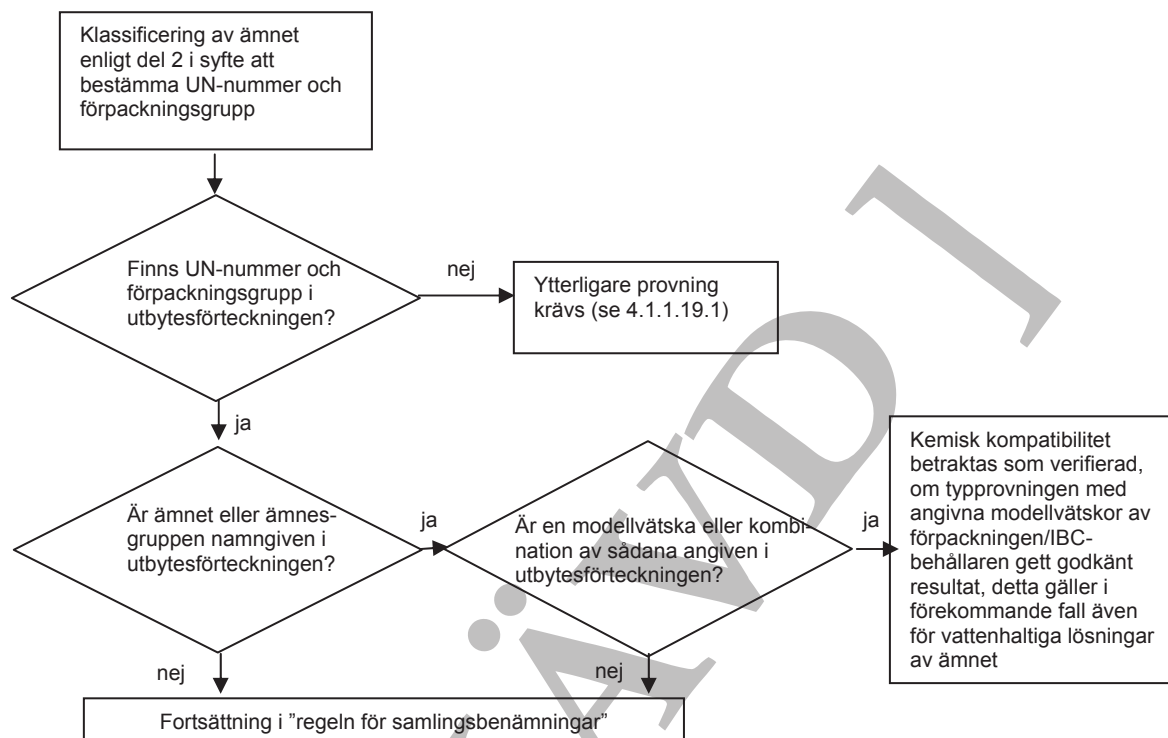 Klassificering av ämnet
enligt del 2 i syfte att
bestämma UN-nummer och
förpackningsgrupp
Finns UN-nummer och
förpackningsgrupp i
utbytesförteckningen?
nej
Ytterligare provning
krävs (se 4.1.1.19.1)
ja
Är ämnet eller ämnes-
gruppen namngiven i
utbytesförteckningen?
ja
Är en modellvätska eller kombi-
nation av sådana angiven i
utbytesförteckningen?
ja
Kemisk kompatibilitet
betraktas som verifierad,
om typprovningen med
angivna modellvätskor av
förpackningen/IBC-
behållaren gett godkänt
resultat, detta gäller i
förekommande fall även
för vattenhaltiga lösningar
av ämnet
nej
nej
Fortsättning i ”regeln för samlingsbenämningar”
ÄVD ]